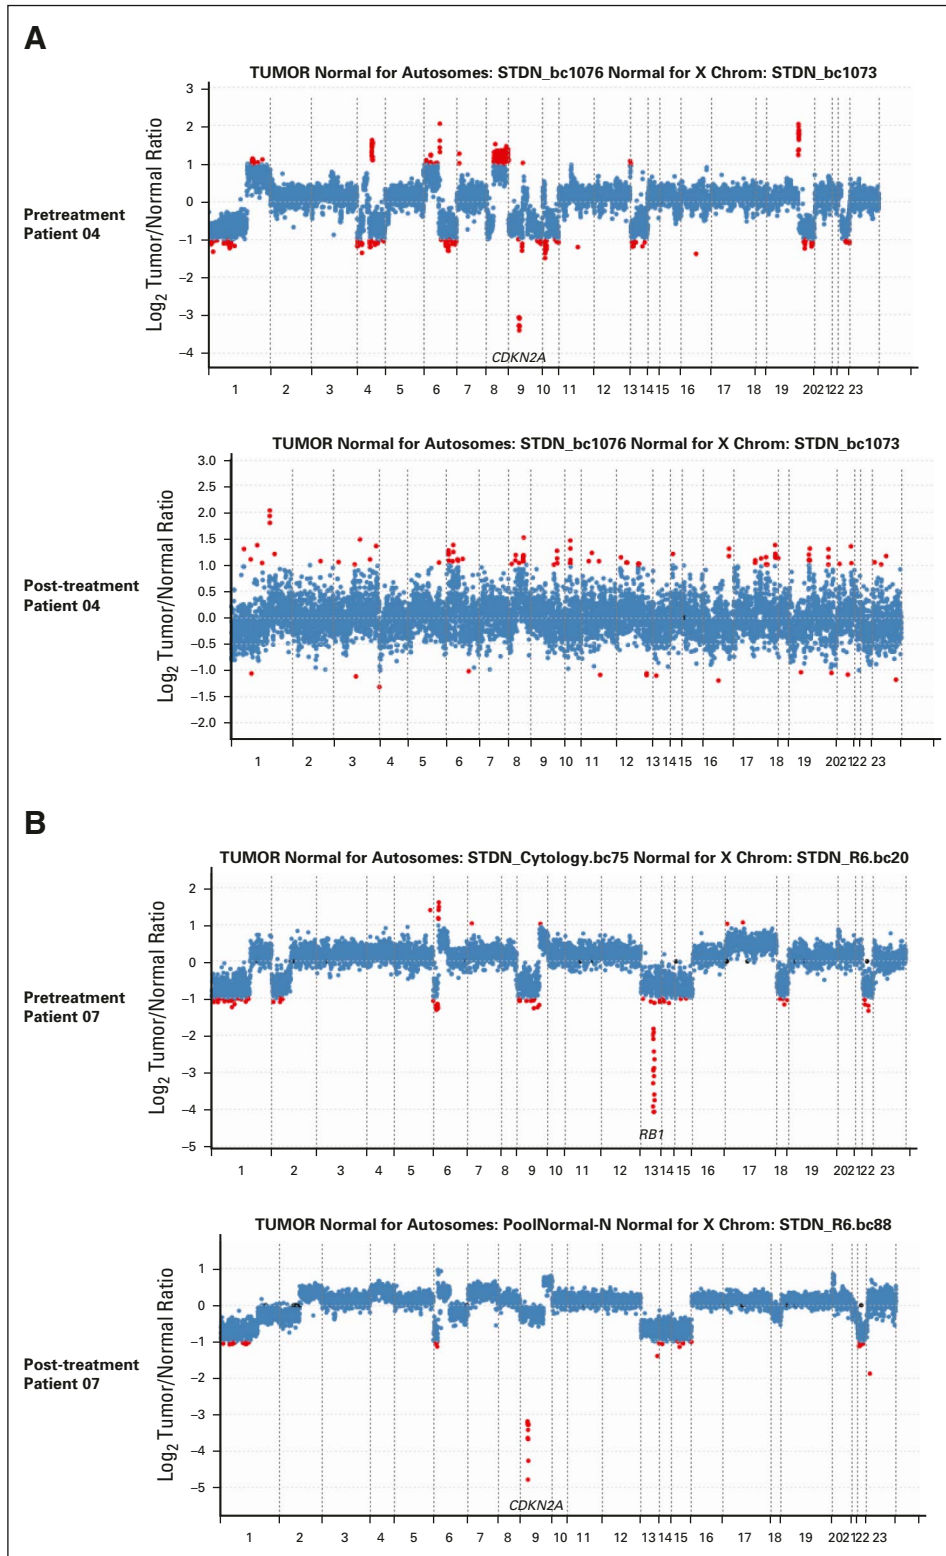 A
TUMOR Normal for Autosomes: STDN_bc1076 Normal for X Chrom: STDN_bc1073
Pretreatment
Patient 04
Log2 Tumor/Normal Ratio
3
2
1
0
–1
–2
–3
–4
CDKN2A
1 2 3 4 5 6 7 8 9 10 11 12 13 14 15 16 17 18 19 20 21 22 23
TUMOR Normal for Autosomes: STDN_bc1076 Normal for X Chrom: STDN_bc1073
Post-treatment
Patient 04
Log2 Tumor/Normal Ratio
3.0
2.5
2.0
1.5
1.0
0.5
0.0
–0.5
–1.0
–1.5
–2.0
1 2 3 4 5 6 7 8 9 10 11 12 13 14 15 16 17 18 19 20 21 22 23
B
TUMOR Normal for Autosomes: STDN_Cytology.bc75 Normal for X Chrom: STDN_R6.bc20
Pretreatment
Patient 07
Log2 Tumor/Normal Ratio
2
1
0
–1
–2
–3
–4
–5
RB1
1 2 3 4 5 6 7 8 9 10 11 12 13 14 15 16 17 18 19 20 21 22 23
TUMOR Normal for Autosomes: PoolNormal-N Normal for X Chrom: STDN_R6.bc88
Post-treatment
Patient 07
Log2 Tumor/Normal Ratio
1
0
–1
–2
–3
–4
–5
CDKN2A
1 2 3 4 5 6 7 8 9 10 11 12 13 14 15 16 17 18 19 20 21 22 23